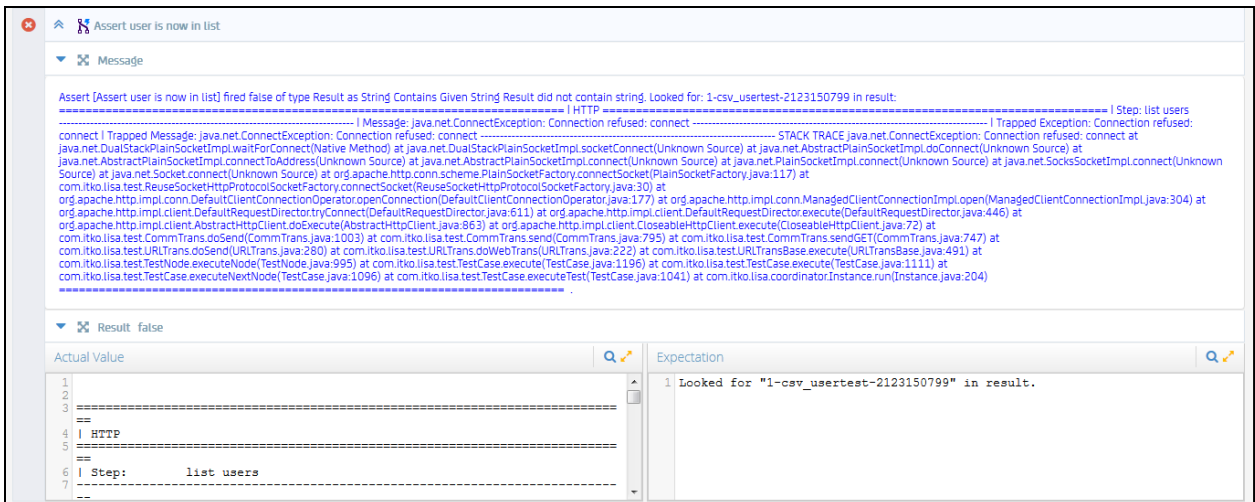 Assert user is now in list
Message
Assert [Assert user is now in list] fired false of type Result as String Contains Given String Result did not contain string. Looked for: 1-csv_usertest-2123150799 in result:
============================================================================== | HTTP ============================================================================== | Step: list users
------------------------------------------------------------------------------ | Message: java.net.ConnectException: Connection refused: connect ------------------------------------------------------------------------------ | Trapped Exception: Connection refused:
connect | Trapped Message: java.net.ConnectException: Connection refused: connect ------------------------------------------------------------------------------ STACK TRACE java.net.ConnectException: Connection refused: connect at
java.net.DualStackPlainSocketImpl.waitForConnect(Native Method) at java.net.DualStackPlainSocketImpl.socketConnect(Unknown Source) at java.net.AbstractPlainSocketImpl.doConnect(Unknown Source) at
java.net.AbstractPlainSocketImpl.connectToAddress(Unknown Source) at java.net.AbstractPlainSocketImpl.connect(Unknown Source) at java.net.PlainSocketImpl.connect(Unknown Source) at java.net.SocksSocketImpl.connect(Unknown
Source) at java.net.Socket.connect(Unknown Source) at org.apache.http.conn.scheme.PlainSocketFactory.connectSocket(PlainSocketFactory.java:117) at
com.itko.lisa.test.ReuseSocketHttpProtocolSocketFactory.connectSocket(ReuseSocketHttpProtocolSocketFactory.java:30) at
org.apache.http.impl.conn.DefaultClientConnectionOperator.openConnection(DefaultClientConnectionOperator.java:177) at org.apache.http.impl.conn.ManagedClientConnectionImpl.open(ManagedClientConnectionImpl.java:304) at
org.apache.http.impl.client.DefaultRequestDirector.tryConnect(DefaultRequestDirector.java:611) at org.apache.http.impl.client.DefaultRequestDirector.execute(DefaultRequestDirector.java:446) at
org.apache.http.impl.client.AbstractHttpClient.doExecute(AbstractHttpClient.java:863) at org.apache.http.impl.client.CloseableHttpClient.execute(CloseableHttpClient.java:72) at
com.itko.lisa.test.CommTrans.doSend(CommTrans.java:1003) at com.itko.lisa.test.CommTrans.send(CommTrans.java:795) at com.itko.lisa.test.CommTrans.sendGET(CommTrans.java:747) at
com.itko.lisa.test.URLTrans.doSend(URLTrans.java:280) at com.itko.lisa.test.URLTrans.doWebTrans(URLTrans.java:222) at com.itko.lisa.test.URLTransBase.execute(URLTransBase.java:491) at
com.itko.lisa.test.TestNode.executeNode(TestNode.java:995) at com.itko.lisa.test.TestCase.execute(TestCase.java:1196) at com.itko.lisa.test.TestCase.execute(TestCase.java:1111) at
com.itko.lisa.test.TestCase.executeNextNode(TestCase.java:1096) at com.itko.lisa.test.TestCase.executeTest(TestCase.java:1041) at com.itko.lisa.coordinator.Instance.run(Instance.java:204)
============================================================================== .
Result false
Actual Value
Expectation
1
2
3 ==========================================================================
==
4 | HTTP
5 ==========================================================================
==
6 | Step: list users
7 --------------------------------------------------------------------------
--
1 Looked for "1-csv_usertest-2123150799" in result.